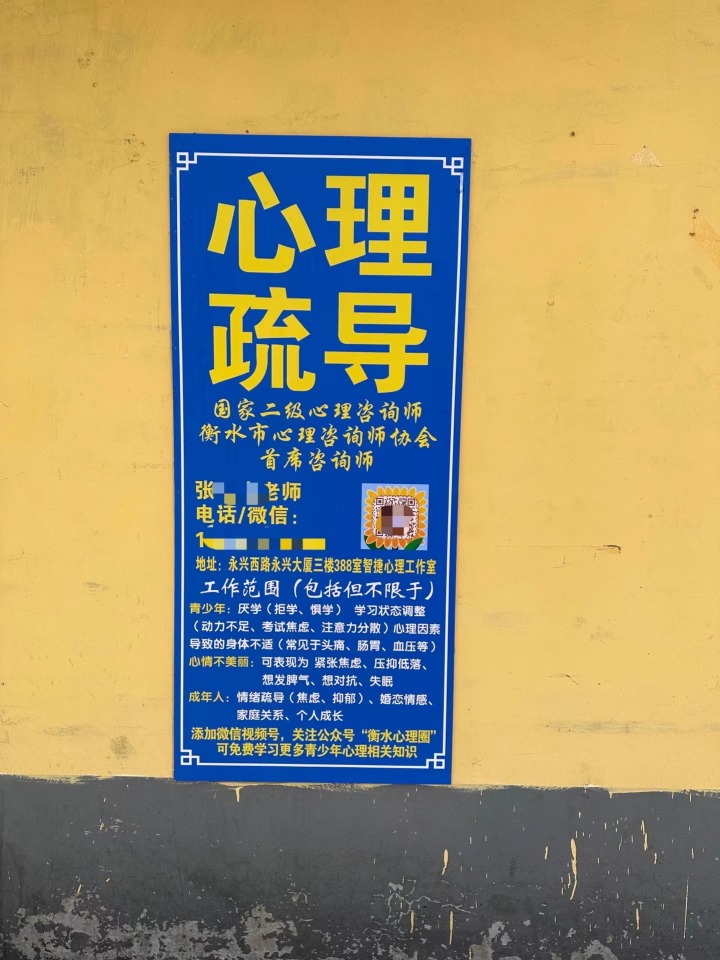 心理
疏导
国家二级心理咨询师
衡水市心理咨询师协会
首席咨询师
张 老师
电话/微信：
1
地址：永兴西路永兴大厦三楼388室智捷心理工作室
工作范围（包括但不限于）
青少年：厌学（拒学、惧学） 学习状态调整
（动力不足、考试焦虑、注意力分散）心理因素
导致的身体不适（常见于头痛、肠胃、血压等）
心情不美丽：可表现为 紧张焦虑、压抑低落、
想发脾气、想对抗、失眠
成年人：情绪疏导（焦虑、抑郁）、婚恋情感、
家庭关系、个人成长
添加微信视频号，关注公众号“衡水心理圈”
可免费学习更多青少年心理相关知识